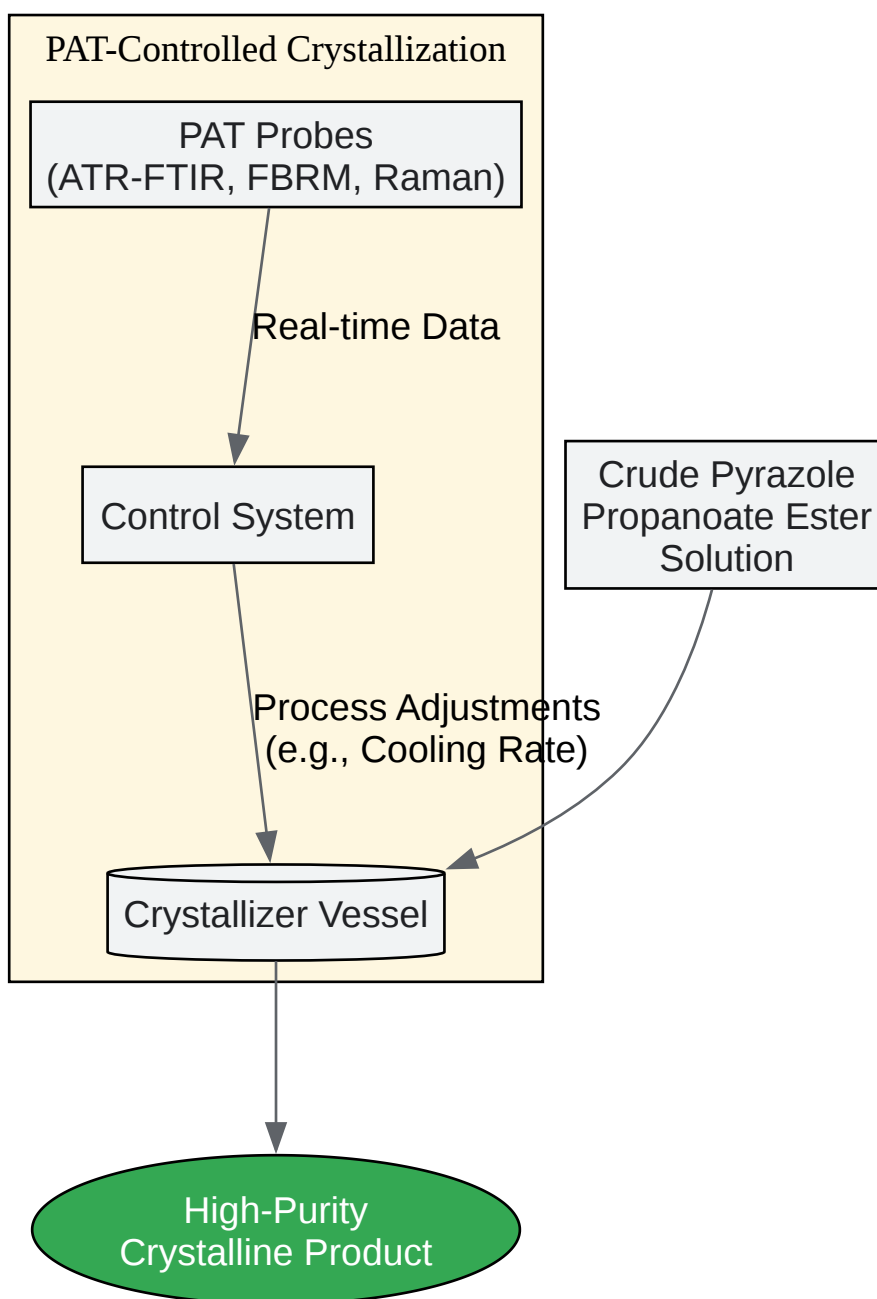 PAT-Controlled Crystallization
PAT Probes
(ATR-FTIR, FBRM, Raman)
Real-time Data
Control System
Crude Pyrazole
Propanoate Ester
Solution
Process Adjustments
(e.g., Cooling Rate)
Crystallizer Vessel
High-Purity
Crystalline Product